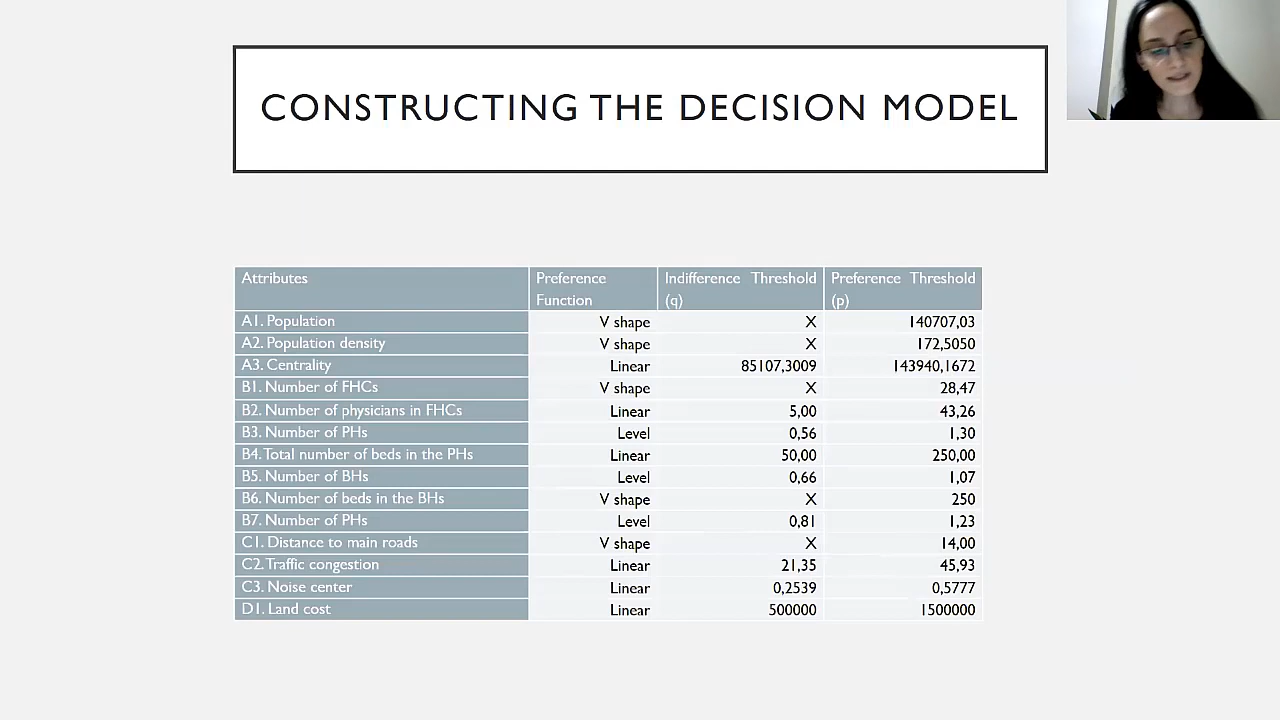 CONSTRUCTING THE DECISION MODEL
Attributes Preference Function Indifference Threshold (q) Preference Threshold (p)
A1. Population V shape X 140707,03
A2. Population density V shape X 172,5050
A3. Centrality Linear 85107,3009 143940,1672
B1. Number of FHCs V shape X 28,47
B2. Number of physicians in FHCs Linear 5,00 43,26
B3. Number of PHs Level 0,56 1,30
B4. Total number of beds in the PHs Linear 50,00 250,00
B5. Number of BHs Level 0,66 1,07
B6. Number of beds in the BHs V shape X 250
B7. Number of PHs Level 0,81 1,23
C1. Distance to main roads V shape X 14,00
C2. Traffic congestion Linear 21,35 45,93
C3. Noise center Linear 0,2539 0,5777
D1. Land cost Linear 500000 1500000